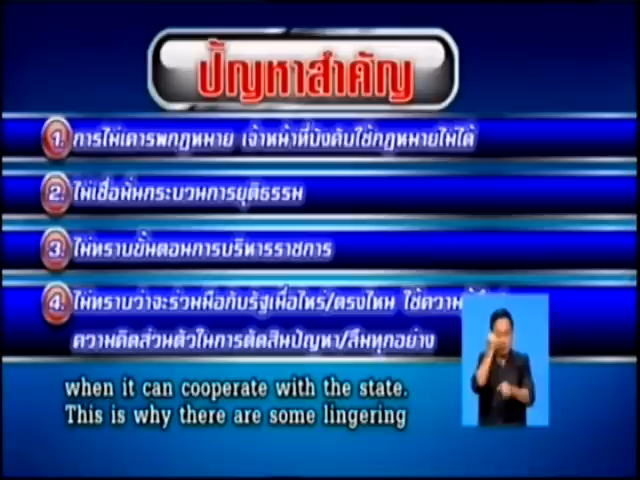 ปัญหาสำคัญ
1. การไม่เคารพกฎหมาย เจ้าหน้าที่บังคับใช้กฎหมายไม่ได้
2. ไม่เชื่อมั่นกระบวนการยุติธรรม
3. ไม่ทราบขั้นตอนการบริหารราชการ
4. ไม่ทราบว่าจะร่วมมือกับรัฐเมื่อไหร่/ตรงไหน
ความคิดส่วนตัวในการตัดสินปัญหา/ลืมทุกอย่าง
when it can cooperate with the state.
This is why there are some lingering